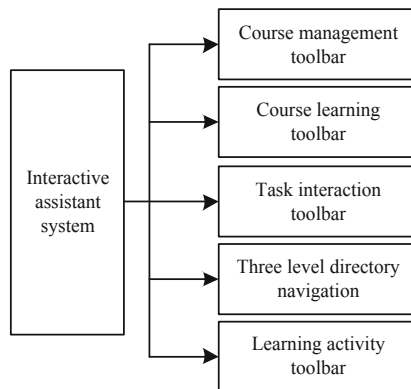 Course management
toolbar
Course learning
toolbar
Interactive
assistant
system
Task interaction
toolbar
Three level directory
navigation
Learning activity
toolbar